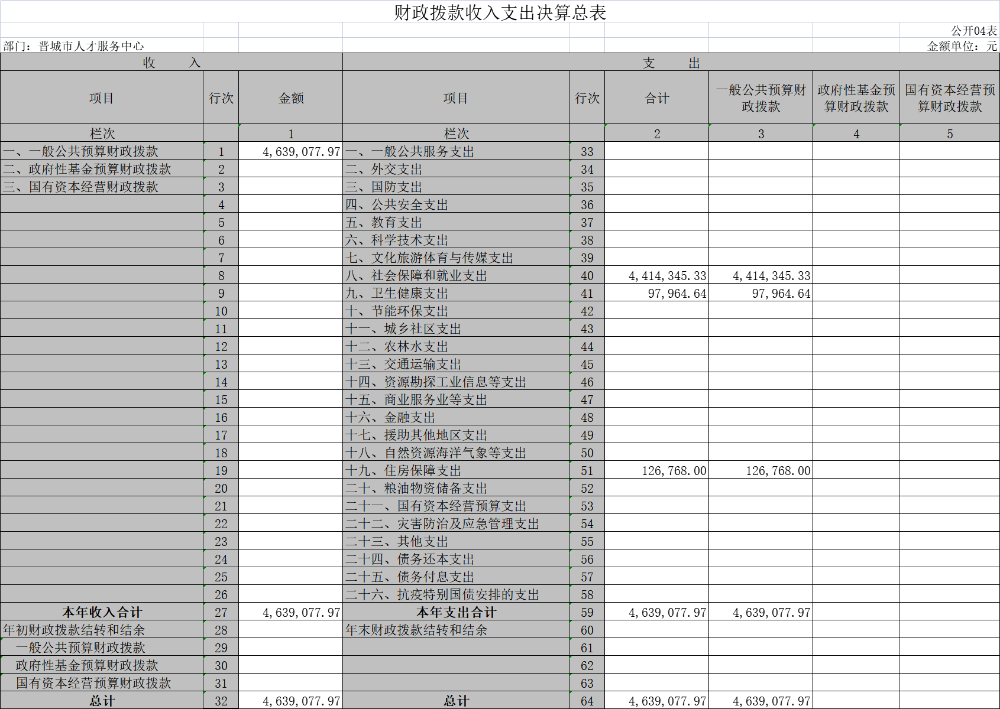 财政拨款收入支出决算总表
公开04表
部门：晋城市人才服务中心 金额单位：元
收 入 支 出
项目 行次 金额 项目 行次 合计 一般公共预算财政拨款 政府性基金预算财政拨款 国有资本经营预算财政拨款
栏次 1 栏次 2 3 4 5
一、一般公共预算财政拨款 1 4,639,077.97 一、一般公共服务支出 33
二、政府性基金预算财政拨款 2 二、外交支出 34
三、国有资本经营财政拨款 3 三、国防支出 35
4 四、公共安全支出 36
5 五、教育支出 37
6 六、科学技术支出 38
7 七、文化旅游体育与传媒支出 39
8 八、社会保障和就业支出 40 4,414,345.33 4,414,345.33
9 九、卫生健康支出 41 97,964.64 97,964.64
10 十、节能环保支出 42
11 十一、城乡社区支出 43
12 十二、农林水支出 44
13 十三、交通运输支出 45
14 十四、资源勘探工业信息等支出 46
15 十五、商业服务业等支出 47
16 十六、金融支出 48
17 十七、援助其他地区支出 49
18 十八、自然资源海洋气象等支出 50
19 十九、住房保障支出 51 126,768.00 126,768.00
20 二十、粮油物资储备支出 52
21 二十一、国有资本经营预算支出 53
22 二十二、灾害防治及应急管理支出 54
23 二十三、其他支出 55
24 二十四、债务还本支出 56
25 二十五、债务付息支出 57
26 二十六、抗疫特别国债安排的支出 58
本年收入合计 27 4,639,077.97 本年支出合计 59 4,639,077.97 4,639,077.97
年初财政拨款结转和结余 28 年末财政拨款结转和结余 60
一般公共预算财政拨款 29 61
政府性基金预算财政拨款 30 62
国有资本经营预算财政拨款 31 63
总计 32 4,639,077.97 总计 64 4,639,077.97 4,639,077.97